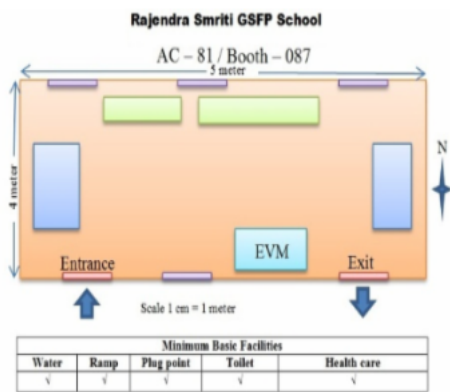 Rajendra Smriti GSFP School
AC – 81 / Booth – 087
5 meter
4 meter
N
EVM
Entrance
Exit
Scale 1 cm = 1 meter
Minimum Basic Facilities
Water Ramp Plug point Toilet Health care
√ √ √ √ √